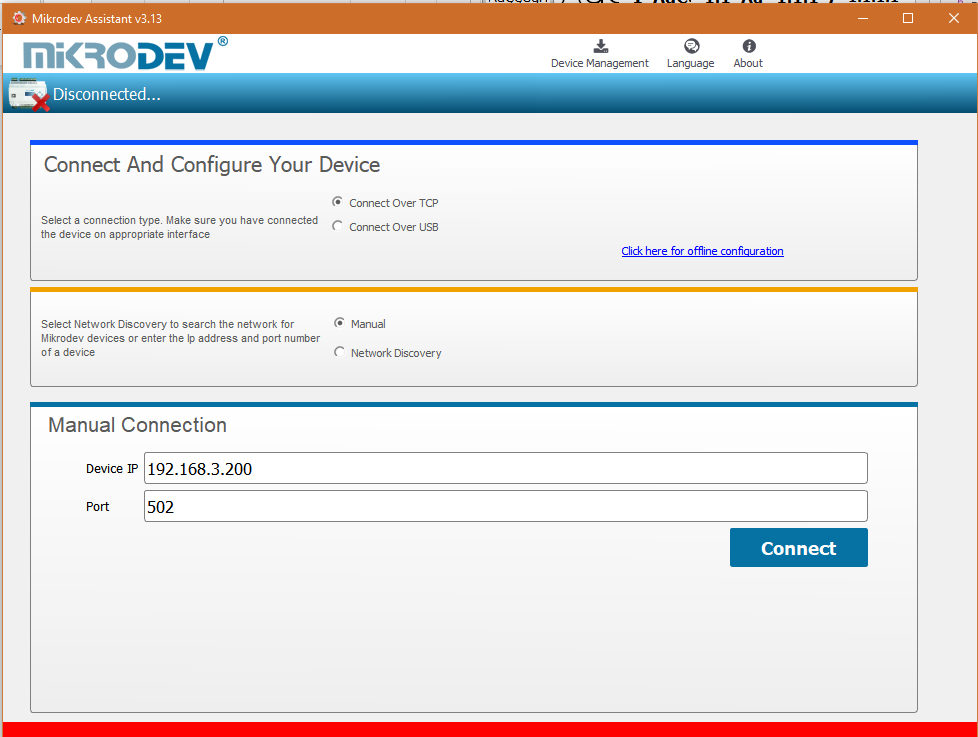 Mikrodev Assistant v3.13
MIKRODEV®
Device Management
Language
About
Disconnected...
Connect And Configure Your Device
Select a connection type. Make sure you have connected
the device on appropriate interface
Connect Over TCP
Connect Over USB
Click here for offline configuration
Select Network Discovery to search the network for
Mikrodev devices or enter the Ip address and port number
of a device
Manual
Network Discovery
Manual Connection
Device IP 192.168.3.200
Port 502
Connect